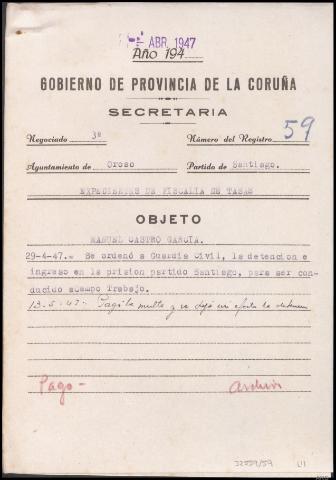 ABR. 1947
Año 194
GOBIERNO DE PROVINCIA DE LA CORUÑA
SECRETARIA
Negociado 3º Número del Registro 59
Ayuntamiento de Oroso Partido de Santiago.
EXPEDIENTES DE FISCALIA DE TASAS
OBJETO
MANUEL CASTRO GARCIA.
29-4-47.- Se ordenó a Guardia Civil, la detencion e
ingreso en la prision partido Santiago, para ser con-
ducido aCampo Trabajo.
13-5-47- Pagó la multa y se dejó sin efecto la
Pago- Archivo
32559/59